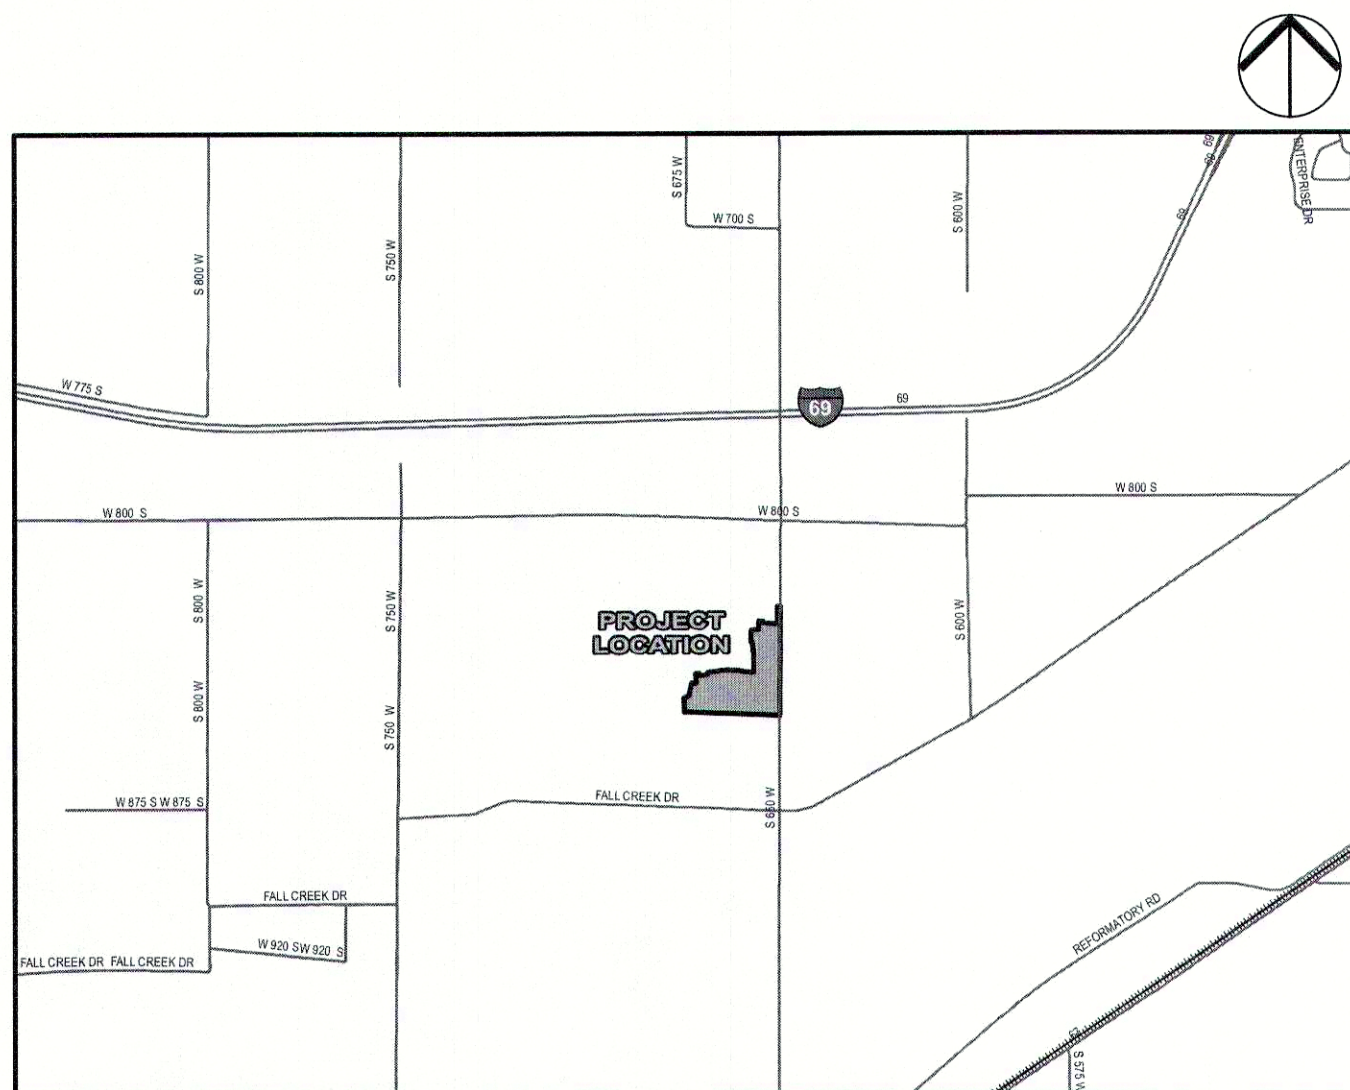 69
69
S 675 W
ENTERPRISE DR
W 700 S
S 600 W
69
S 750 W
S 800 W
W 775 S
69
69
W 800 S
W 800 S
W 800 S
S 800 W
S 750 W
PROJECT
LOCATION
S 600 W
S 800 W
S 750 W
W 875 S W 875 S
FALL CREEK DR
S 650 W
FALL CREEK DR
W 920 S W 920 S
FALL CREEK DR FALL CREEK DR
REFORMATORY RD
S 575 W